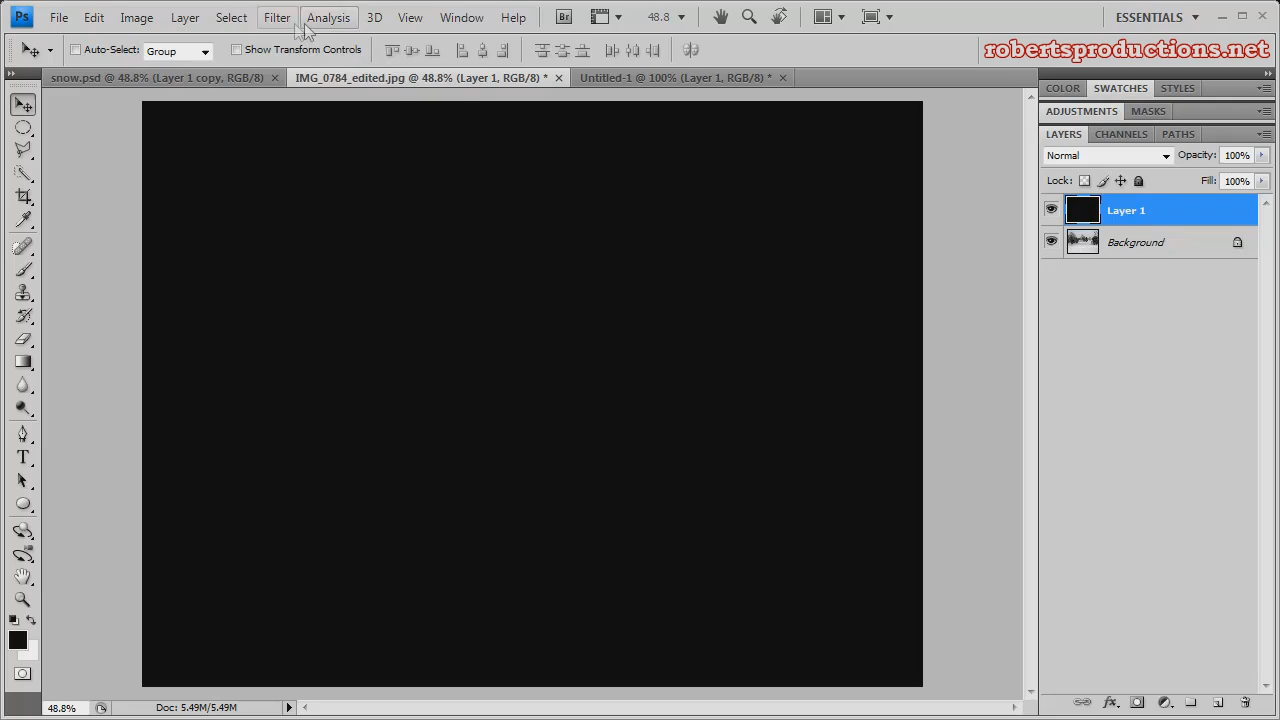 Ps File Edit Image Layer Select Filter Analysis 3D View Window Help Br 48.8 ESSENTIALS
Auto-Select: Group Show Transform Controls
robertsproductions.net
snow.psd @ 48.8% (Layer 1 copy, RGB/8) IMG_0784_edited.jpg @ 48.8% (Layer 1, RGB/8) * Untitled-1 @ 100% (Layer 1, RGB/8) *
COLOR SWATCHES STYLES
ADJUSTMENTS MASKS
LAYERS CHANNELS PATHS
Normal Opacity: 100%
Lock: Fill: 100%
Layer 1
Background
T
fx
48.8% Doc: 5.49M/5.49M